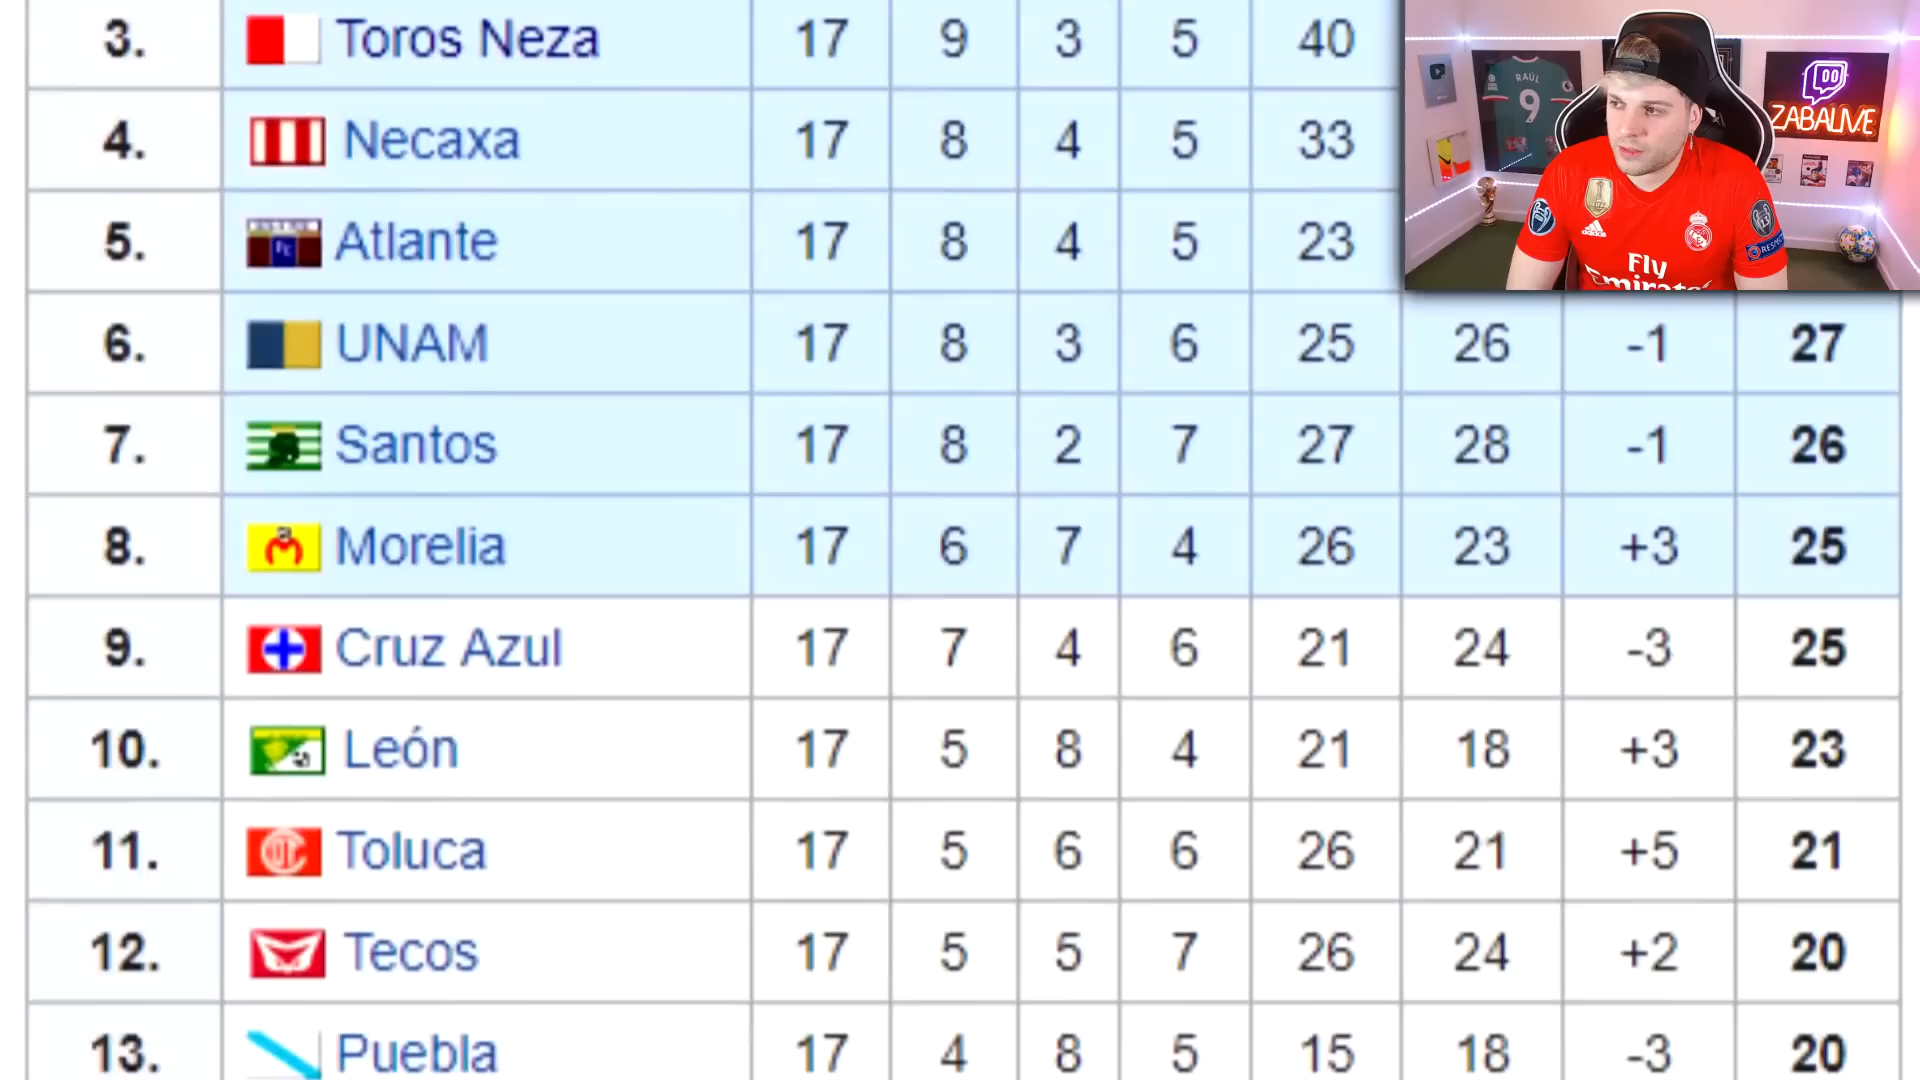 3. Toros Neza 17 9 3 5 40
4. Necaxa 17 8 4 5 33
5. Atlante 17 8 4 5 23
6. UNAM 17 8 3 6 25 26 -1 27
7. Santos 17 8 2 7 27 28 -1 26
8. Morelia 17 6 7 4 26 23 +3 25
9. Cruz Azul 17 7 4 6 21 24 -3 25
10. León 17 5 8 4 21 18 +3 23
11. Toluca 17 5 6 6 26 21 +5 21
12. Tecos 17 5 5 7 26 24 +2 20
13. Puebla 17 4 8 5 15 18 -3 20
RAÚL
9
ZABALIVE
13
RESPECT
Fly
Emirates